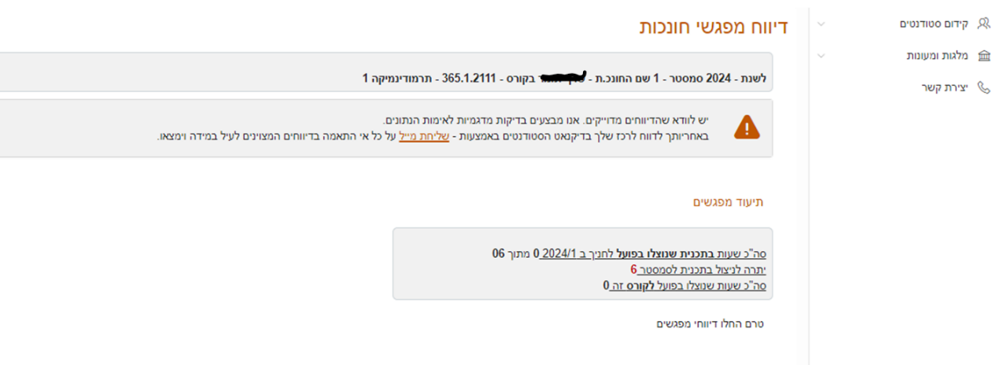 קידום סטודנטים
מלגות ומעונות
יצירת קשר
דיווח מפגשי חונכות
לשנת - 2024 סמסטר - 1 שם החונכ.ת - בקורס - 365.1.2111 - תרמודינמיקה 1
יש לוודא שהדיווחים מדוייקים. אנו מבצעים בדיקות מדגמיות לאימות הנתונים.
באחריותך לדווח לרכז שלך בדיקנאט הסטודנטים באמצעות - שליחת מייל על כל אי התאמה בדיווחים המצוינים לעיל במידה וימצאו.
תיעוד מפגשים
סה"כ שעות בתכנית שנוצלו בפועל לחניך ב 2024/1 0 מתוך 06
יתרה לניצול בתכנית לסמסטר 6
סה"כ שעות שנוצלו בפועל לקורס זה 0
טרם החלו דיווחי מפגשים